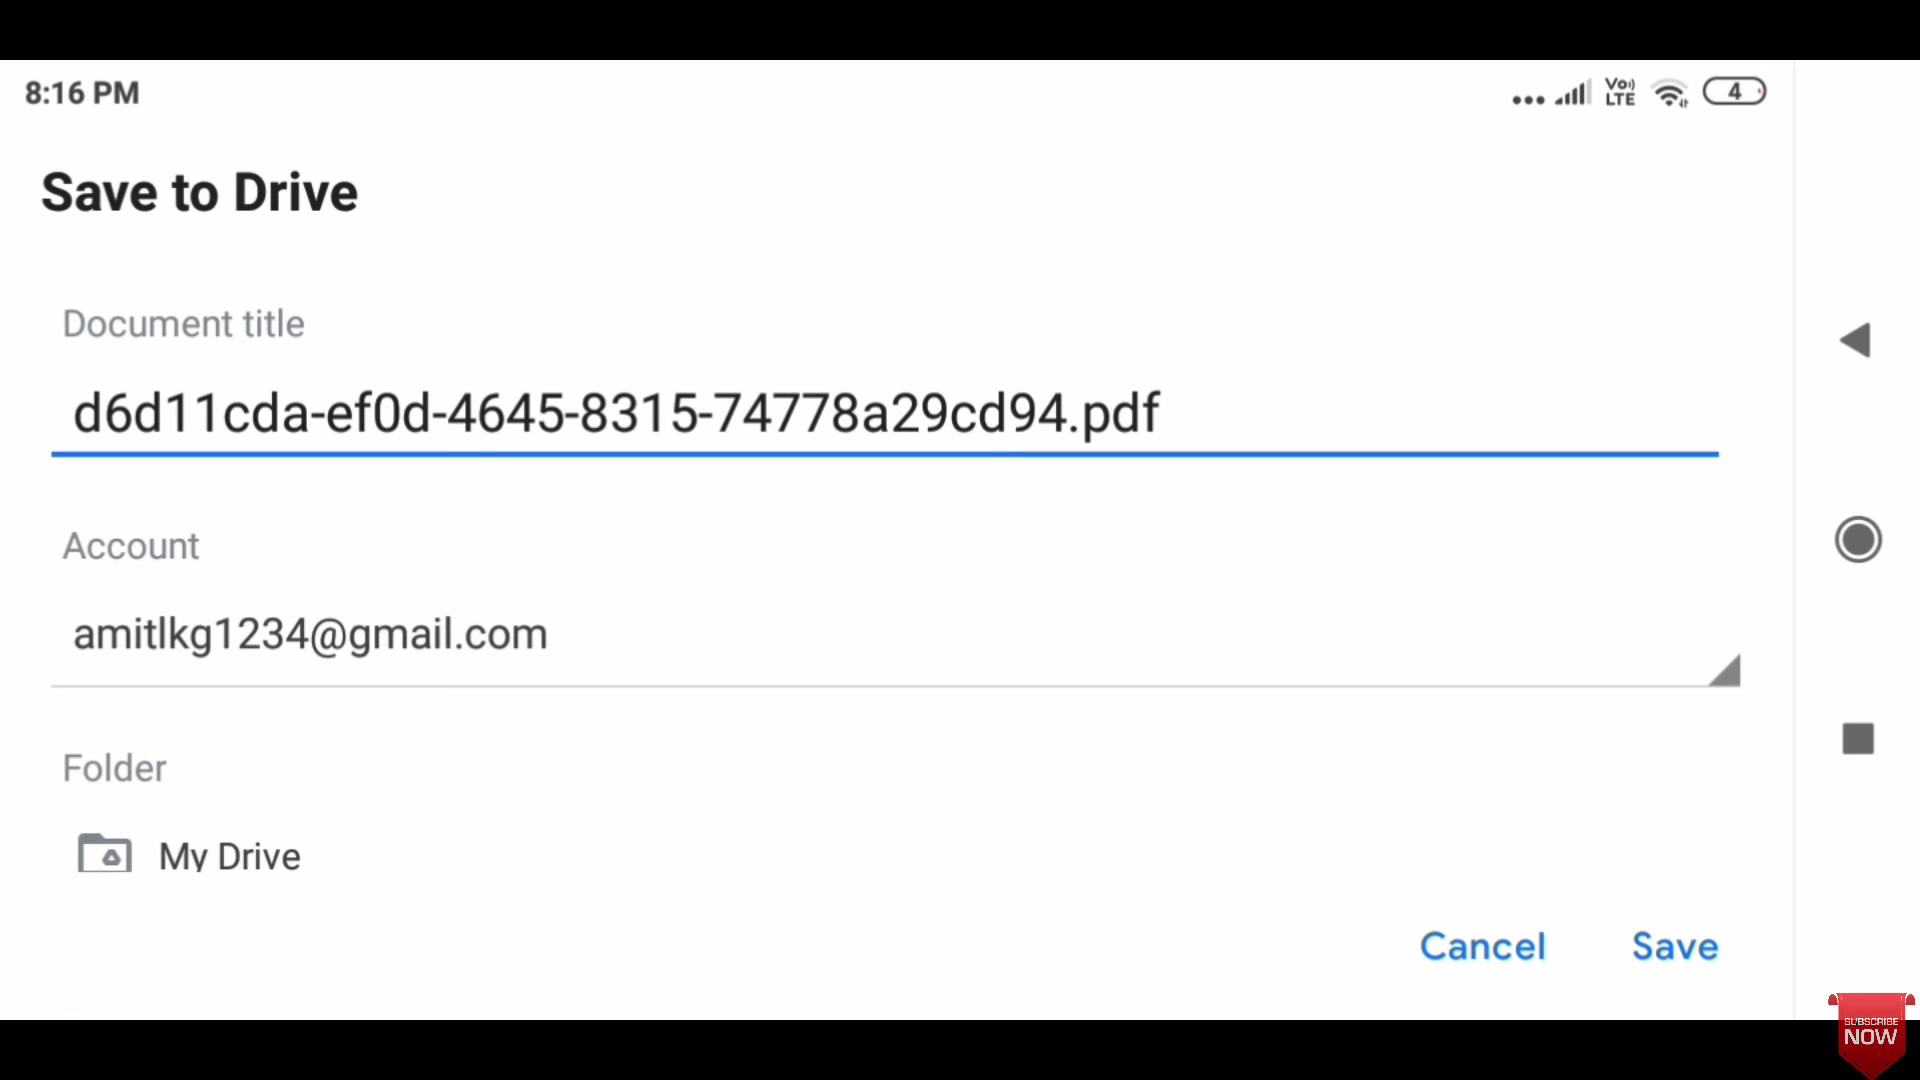 8:16 PM
Vo))
LTE
4
Save to Drive
Document title
d6d11cda-ef0d-4645-8315-74778a29cd94.pdf
Account
amitlkg1234@gmail.com
Folder
My Drive
Cancel Save
SUBSCRIBE
NOW